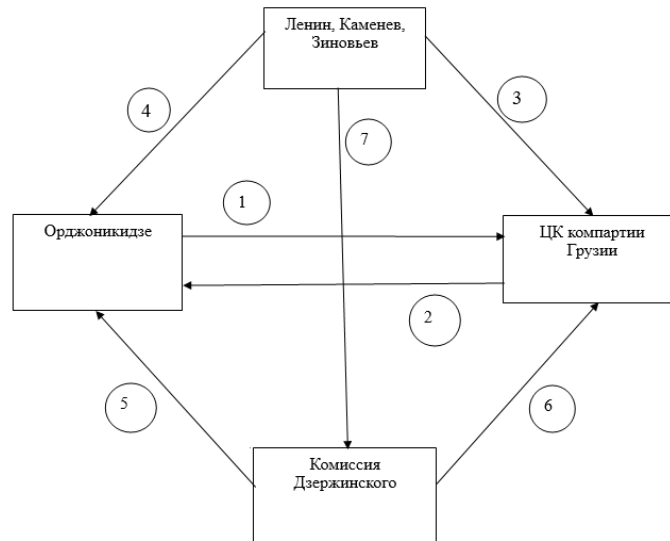 Ленин, Каменев,
Зиновьев
4
3
7
1
Орджоникидзе
ЦК компартии
Грузии
2
5
6
Комиссия
Дзержинского